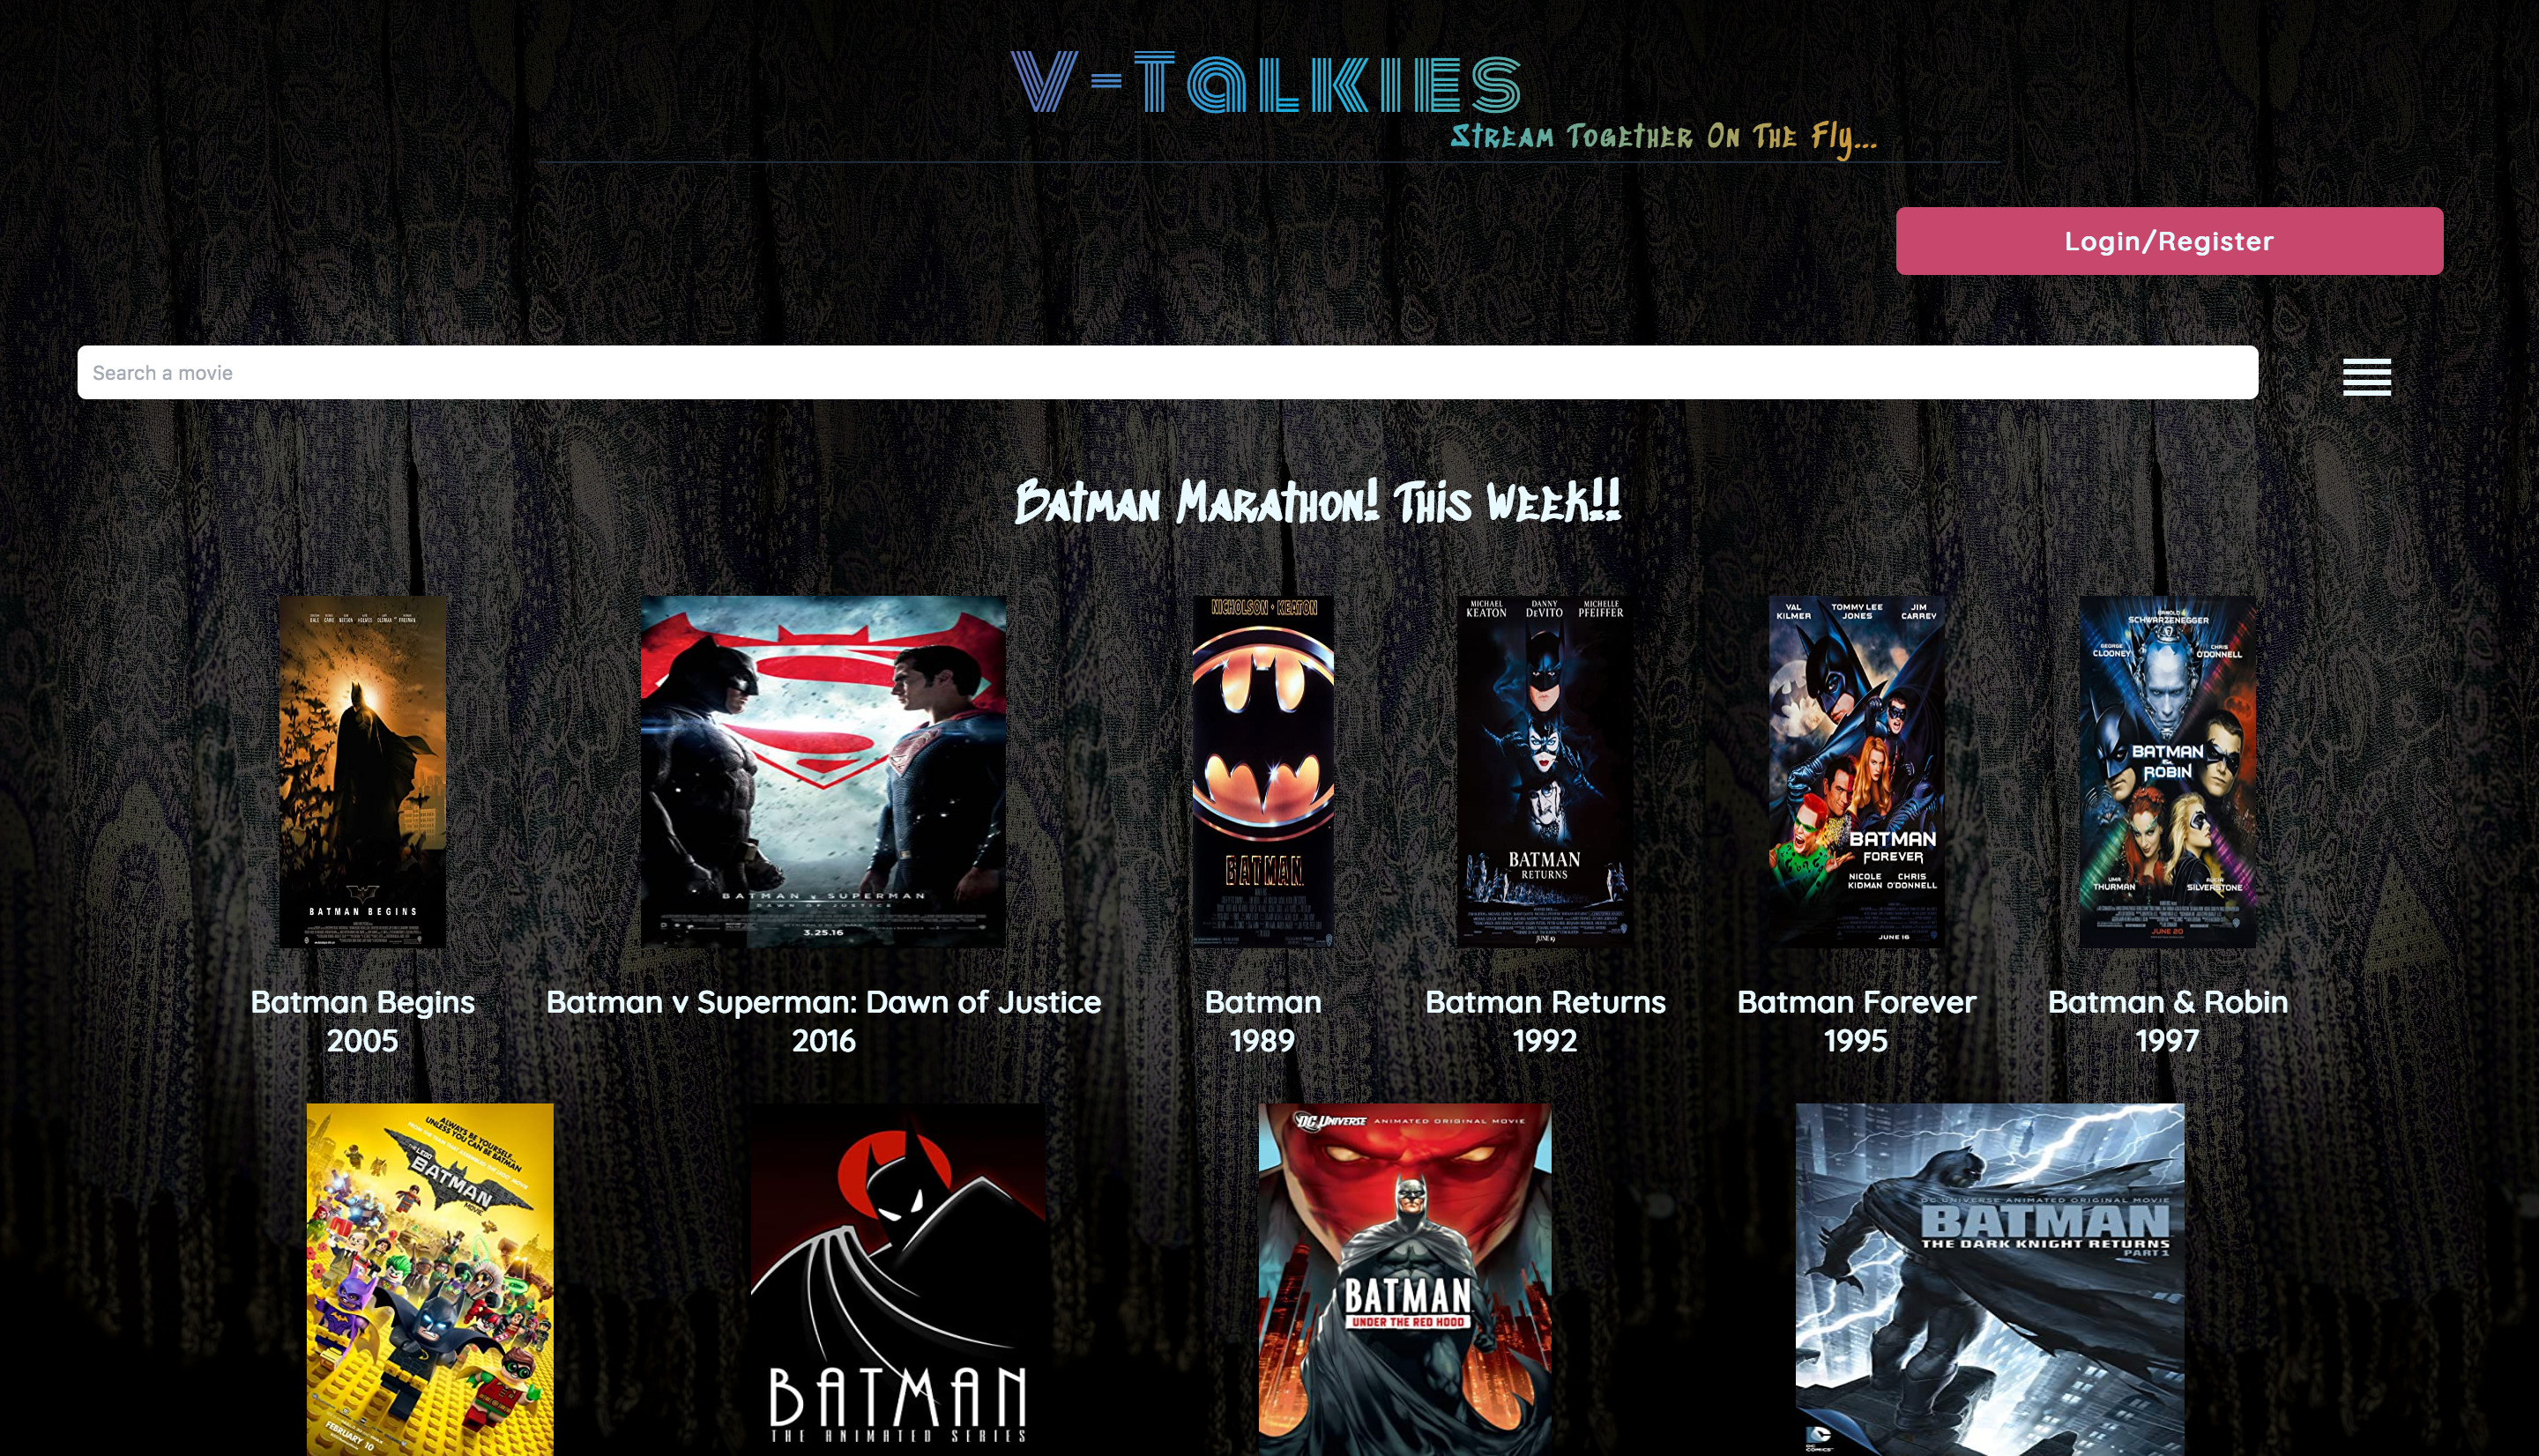 V-Talkies
Stream Together On The Fly...
Login/Register
Search a movie
Batman Marathon! This Week!!
BATMAN BEGINS
BATMAN v SUPERMAN
DAWN OF JUSTICE
3.25.16
NICHOLSON • KEATON
BATMAN
MICHAEL KEATON
DANNY DEVITO
MICHELLE PFEIFFER
BATMAN
RETURNS
JUNE 19
VAL KILMER
TOMMY LEE JONES
JIM CARREY
BATMAN
FOREVER
NICOLE KIDMAN
CHRIS O'DONNELL
JUNE 16
ARNOLD
SCHWARZENEGGER
GEORGE CLOONEY
CHRIS O'DONNELL
BATMAN
&
ROBIN
UMA THURMAN
ALICIA SILVERSTONE
JUNE 20
Batman Begins
2005
Batman v Superman: Dawn of Justice
2016
Batman
1989
Batman Returns
1992
Batman Forever
1995
Batman & Robin
1997
ALWAYS BE YOURSELF...
UNLESS YOU CAN BE BATMAN
THE LEGO
BATMAN
MOVIE
FEBRUARY 10
BATMAN
THE ANIMATED SERIES
DC UNIVERSE ANIMATED ORIGINAL MOVIE
BATMAN
UNDER THE RED HOOD
DC UNIVERSE ANIMATED ORIGINAL MOVIE
BATMAN
THE DARK KNIGHT RETURNS
PART 1
DC
COMICS